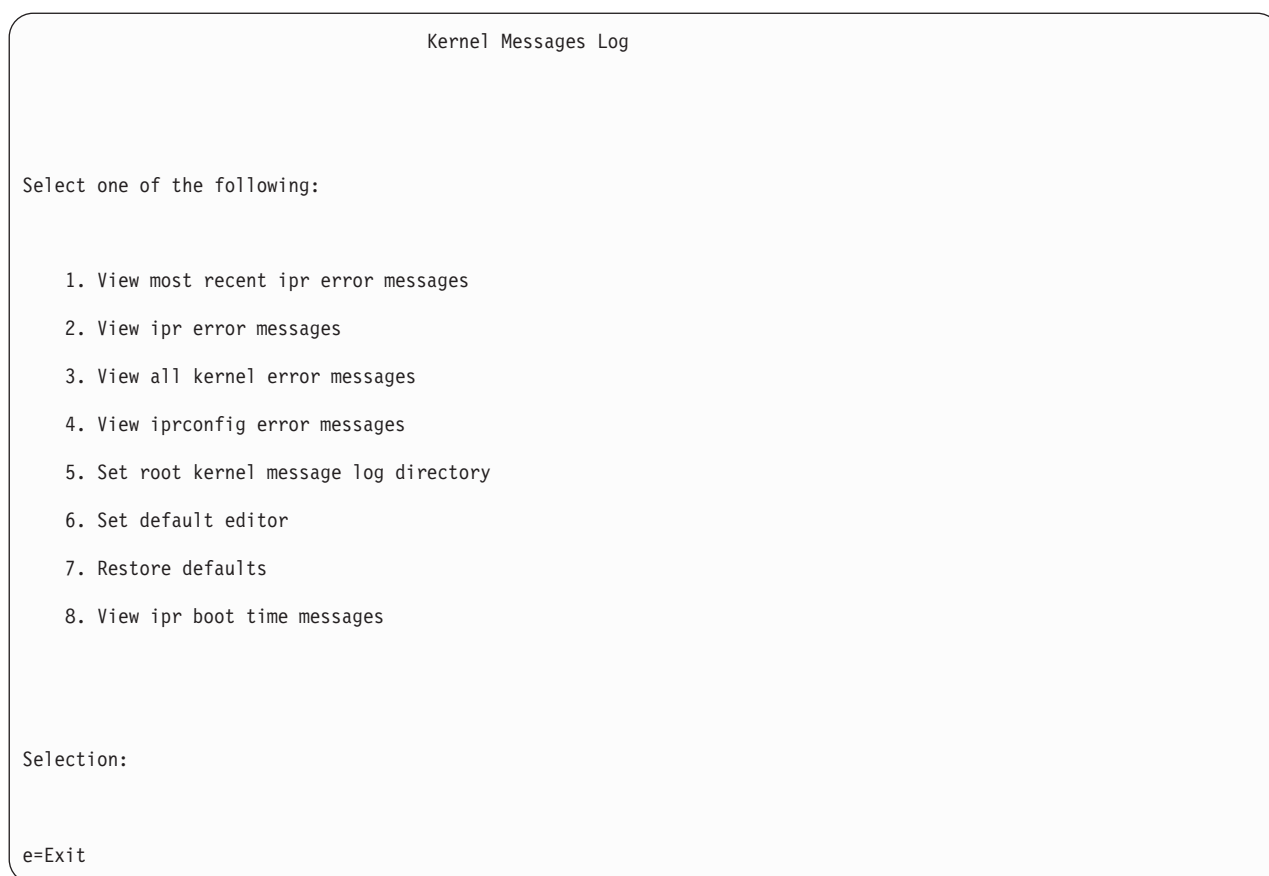 Kernel Messages Log
Select one of the following:
1. View most recent ipr error messages
2. View ipr error messages
3. View all kernel error messages
4. View iprconfig error messages
5. Set root kernel message log directory
6. Set default editor
7. Restore defaults
8. View ipr boot time messages
Selection:
e=Exit